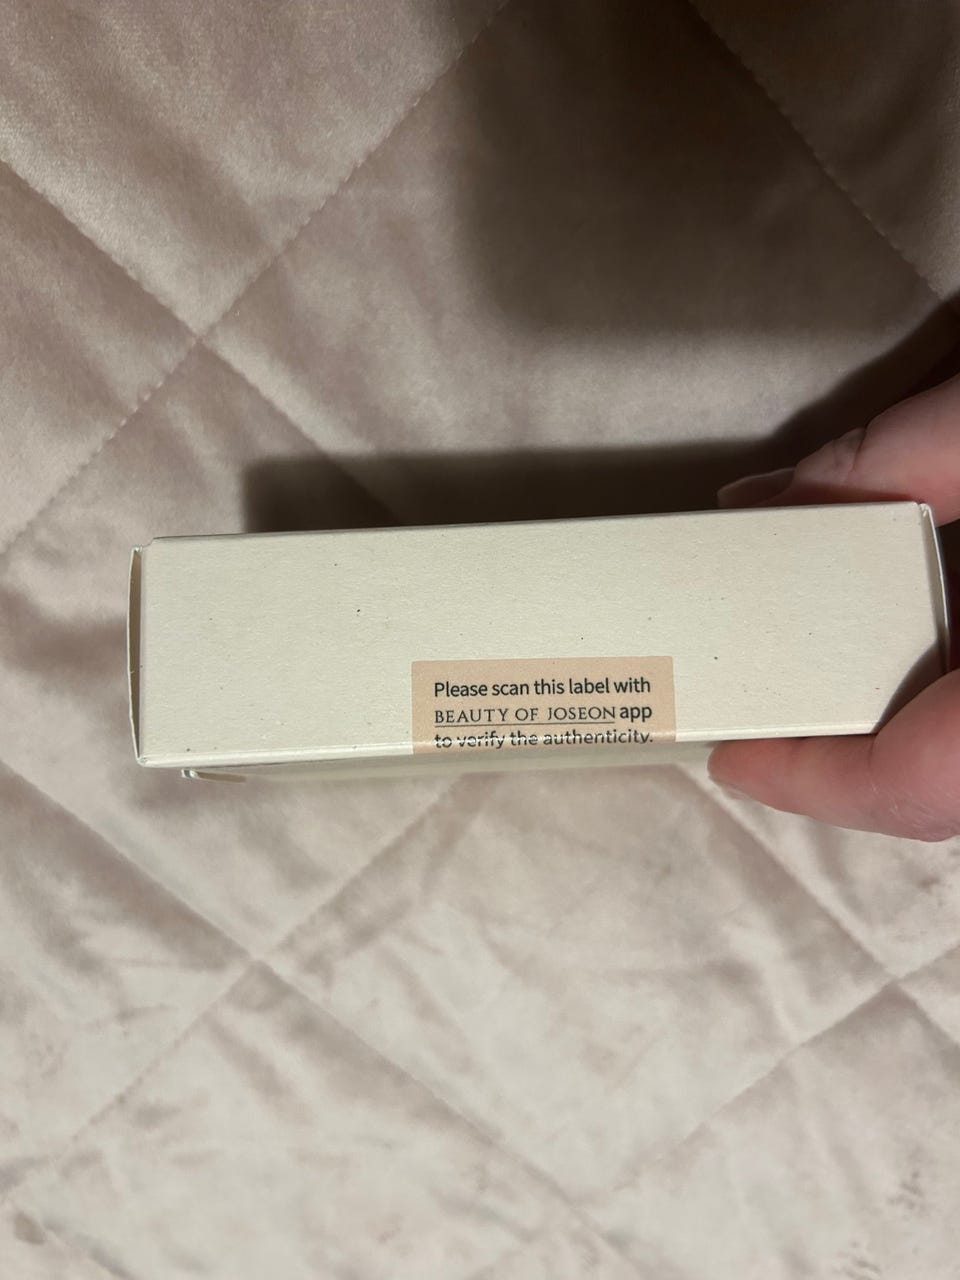 Please scan this label with
BEAUTY OF JOSEON app
to verify the authenticity.